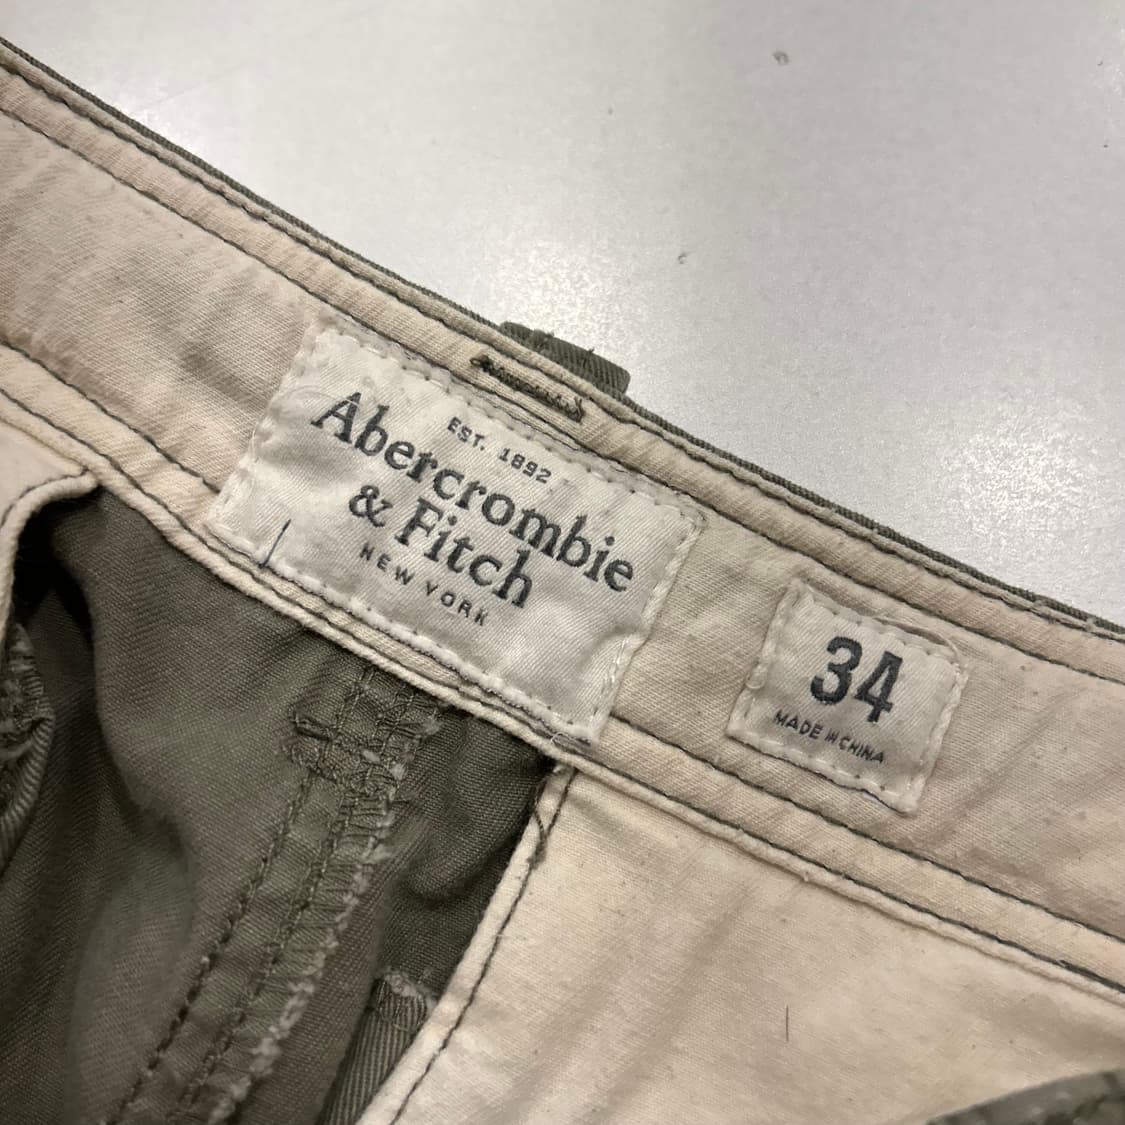 EST. 1892
Abercrombie
& Fitch
NEW YORK
34
MADE IN CHINA